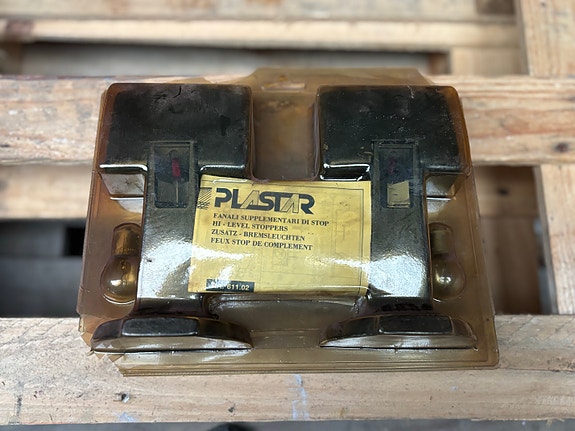 PLASTAR
FANALI SUPPLEMENTARI DI STOP
HI - LEVEL STOPPERS
ZUSATZ - BREMSLEUCHTEN
FEUX STOP DE COMPLEMENT
611.02